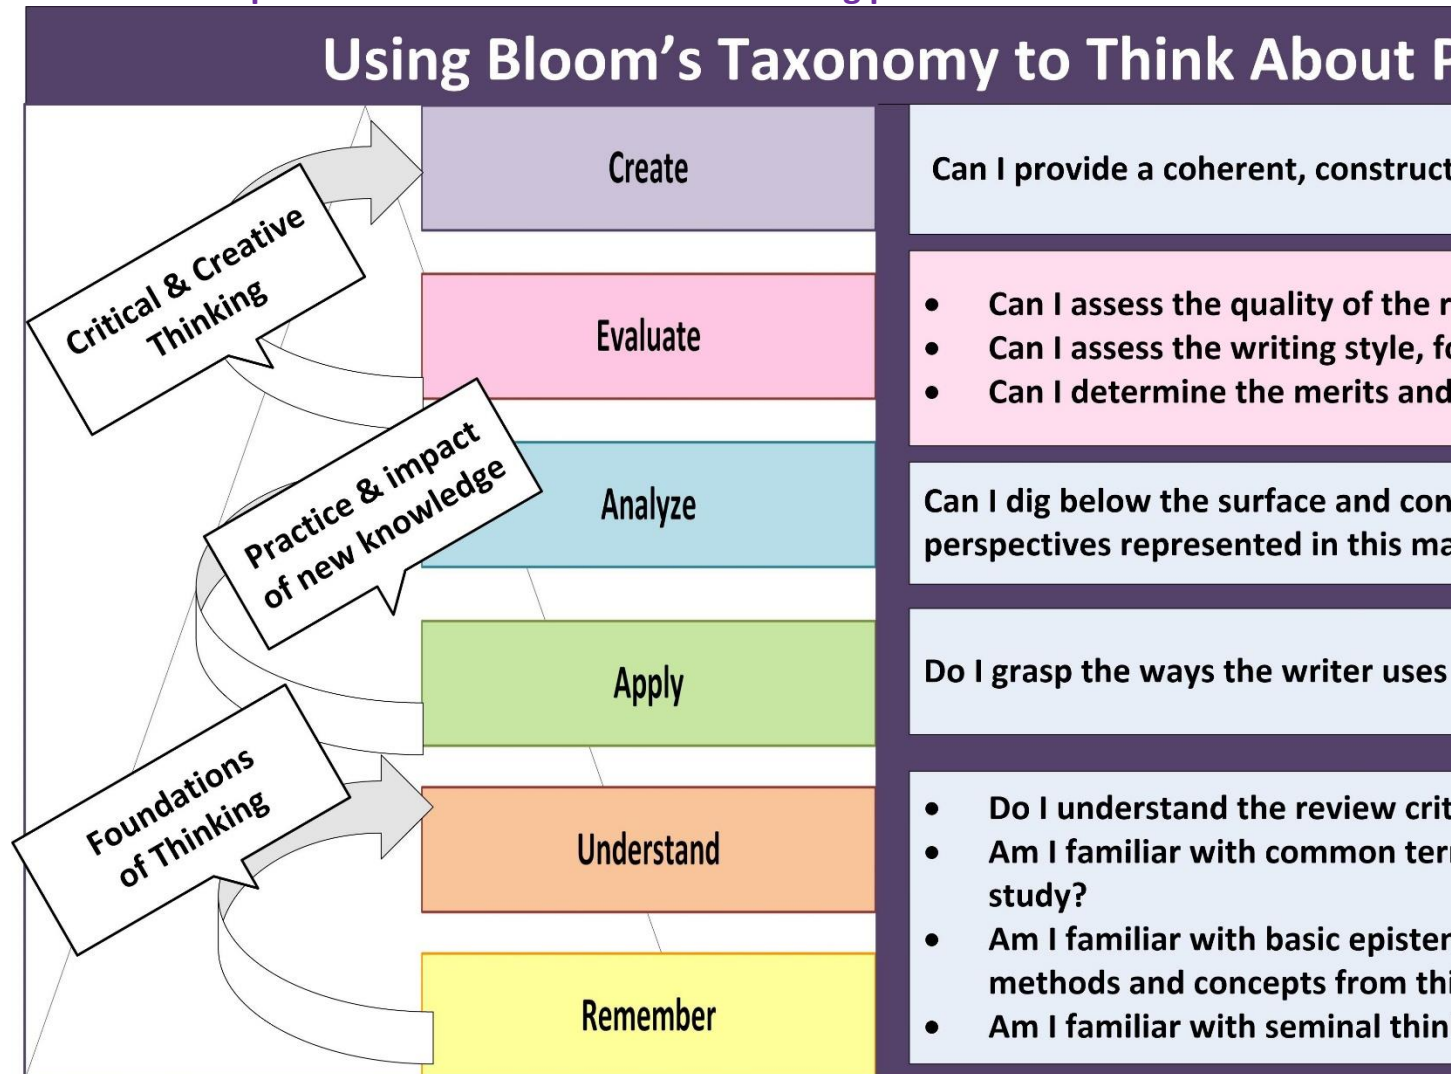 Using Bloom’s Taxonomy to Think About
Critical & Creative
Thinking
Practice & impact
of new knowledge
Foundations
of Thinking
Create
Can I provide a coherent, construct
Evaluate
• Can I assess the quality of the
• Can I assess the writing style,
• Can I determine the merits and
Analyze
Can I dig below the surface and con
perspectives represented in this
Apply
Do I grasp the ways the writer uses
Understand
Remember
• Do I understand the review
• Am I familiar with common
study?
• Am I familiar with basic
methods and concepts from
• Am I familiar with seminal